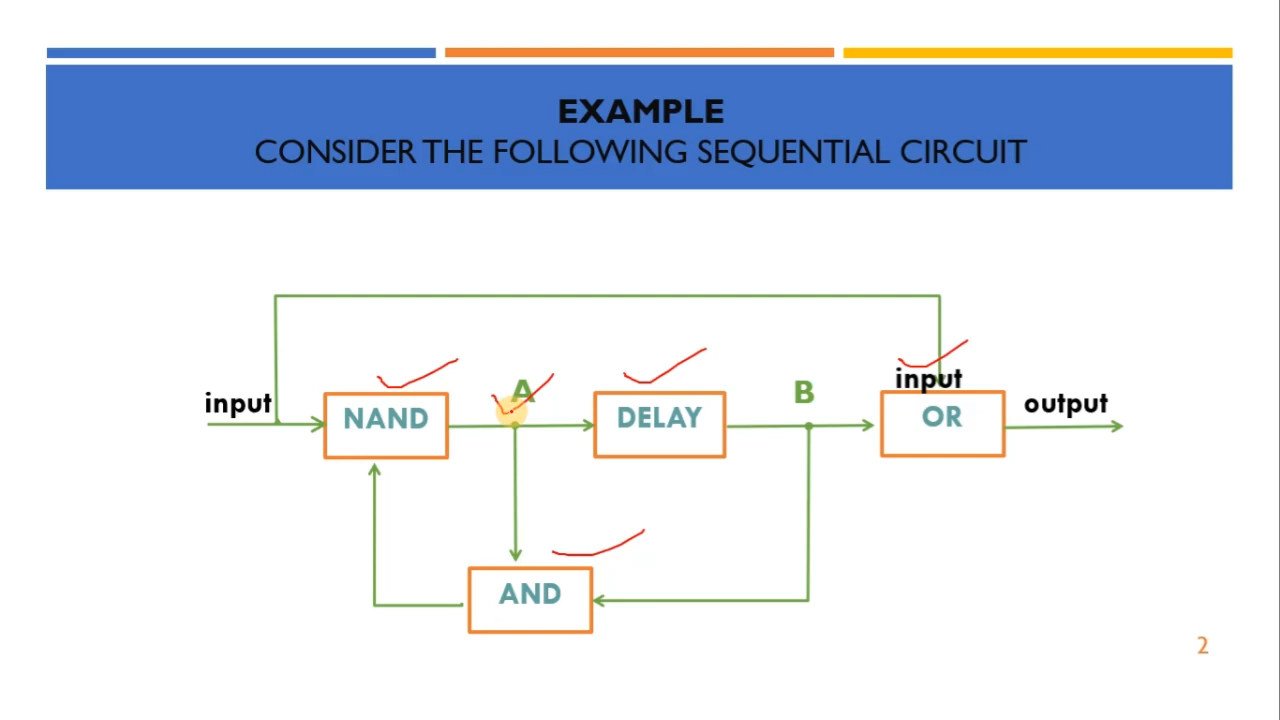 EXAMPLE
CONSIDER THE FOLLOWING SEQUENTIAL CIRCUIT
input
NAND
A
DELAY
B
input
OR
output
AND
2